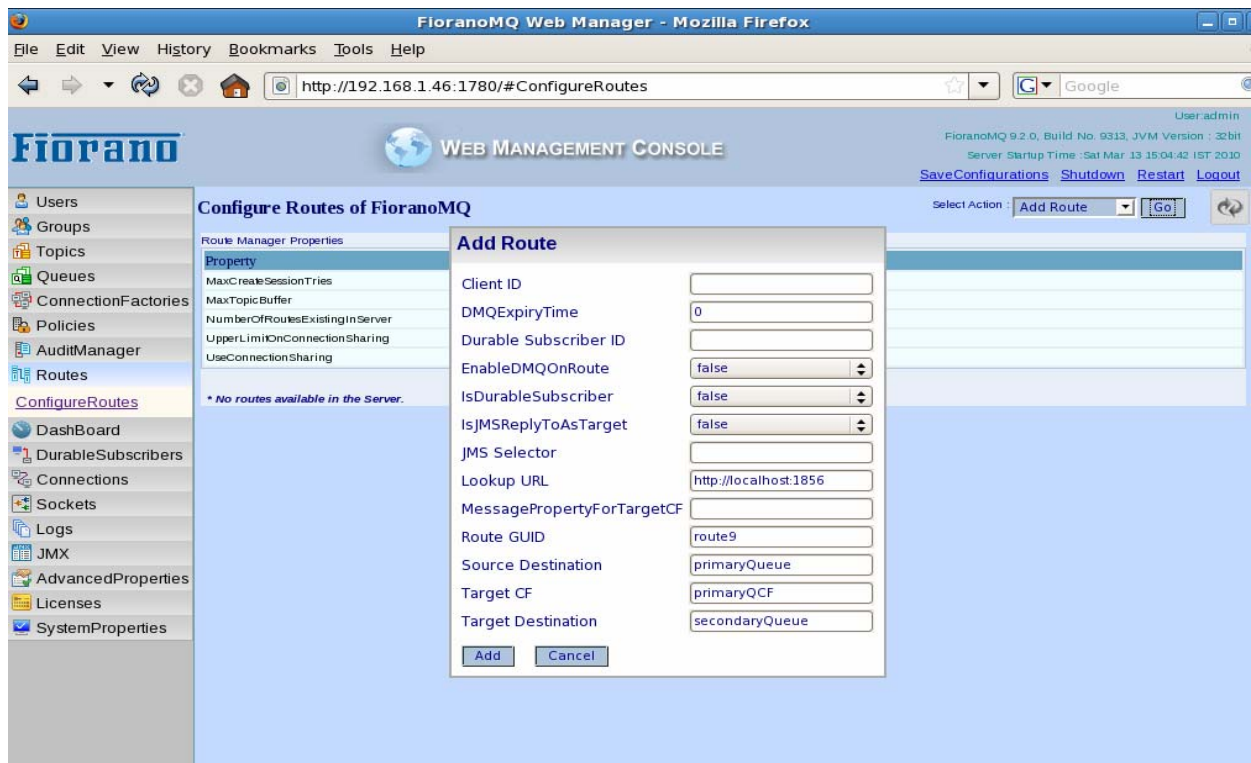 FioranoMQ Web Manager - Mozilla Firefox
File Edit View History Bookmarks Tools Help
http://192.168.1.46:1780/#ConfigureRoutes
G Google
Fiorano
WEB MANAGEMENT CONSOLE
User:admin
FioranoMQ 9.2.0, Build No. 9313, JVM Version : 32bit
Server Startup Time :Sat Mar 13 15:04:42 IST 2010
SaveConfigurations Shutdown Restart Logout
Users
Groups
Topics
Queues
ConnectionFactories
Policies
AuditManager
Routes
ConfigureRoutes
DashBoard
DurableSubscribers
Connections
Sockets
Logs
JMX
AdvancedProperties
Licenses
SystemProperties
Configure Routes of FioranoMQ
Select Action : Add Route Go
Route Manager Properties
Property
MaxCreateSessionTries
MaxTopicBuffer
NumberOfRoutesExistingInServer
UpperLimitOnConnectionSharing
UseConnectionSharing
* No routes available in the Server.
Add Route
Client ID
DMQExpiryTime 0
Durable Subscriber ID
EnableDMQOnRoute false
IsDurableSubscriber false
IsJMSReplyToAsTarget false
JMS Selector
Lookup URL http://localhost:1856
MessagePropertyForTargetCF
Route GUID route9
Source Destination primaryQueue
Target CF primaryQCF
Target Destination secondaryQueue
Add Cancel